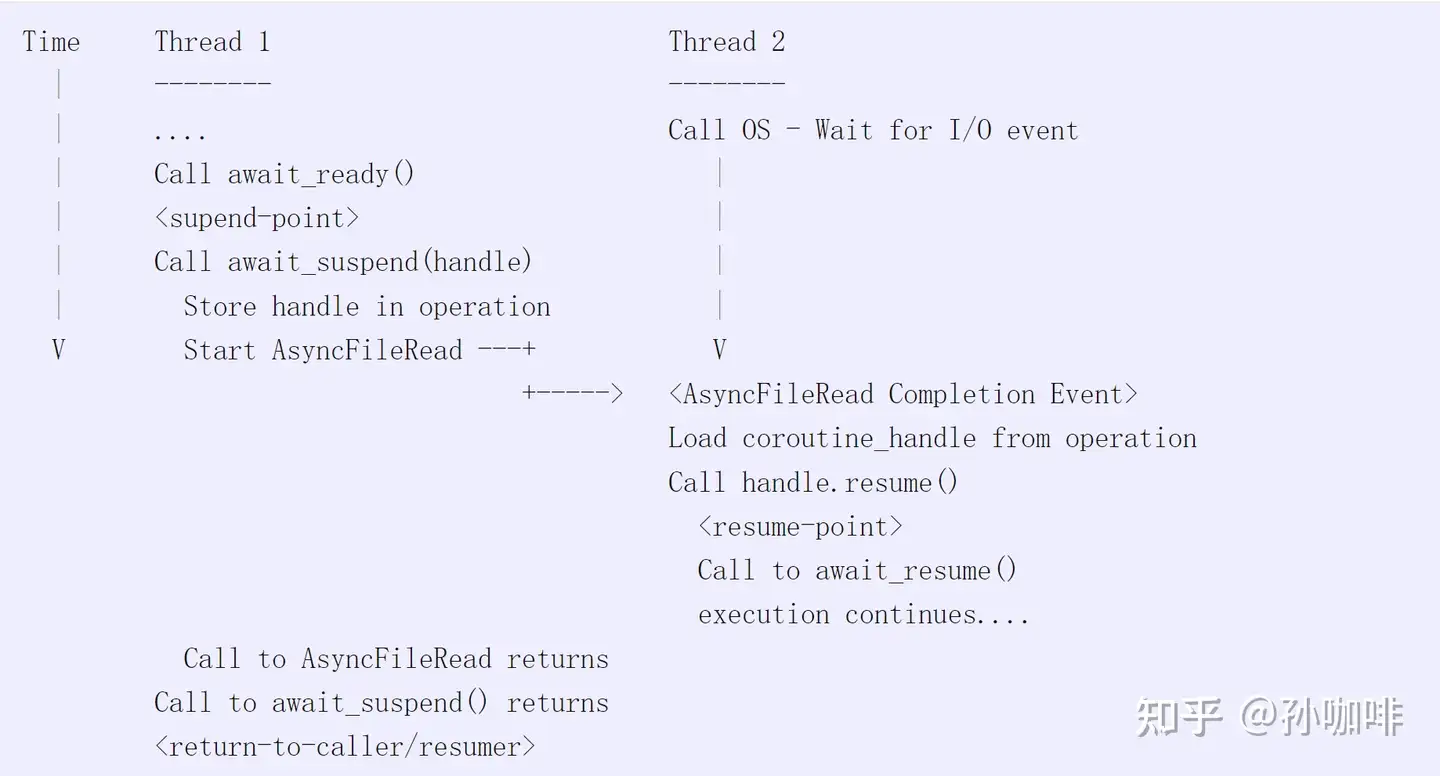 Time     Thread 1                           Thread 2
  |      --------                           --------
  |      ....                               Call OS - Wait for I/O event
  |      Call await_ready()                    |
  |      <supend-point>                        |
  |      Call await_suspend(handle)            |
  |        Store handle in operation           |
  V        Start AsyncFileRead ---+            V
                                  +----->   <AsyncFileRead Completion Event>
                                            Load coroutine_handle from operation
                                            Call handle.resume()
                                              <resume-point>
                                              Call to await_resume()
                                              execution continues....
           Call to AsyncFileRead returns
         Call to await_suspend() returns
         <return-to-caller/resumer>
知乎 @孙咖啡